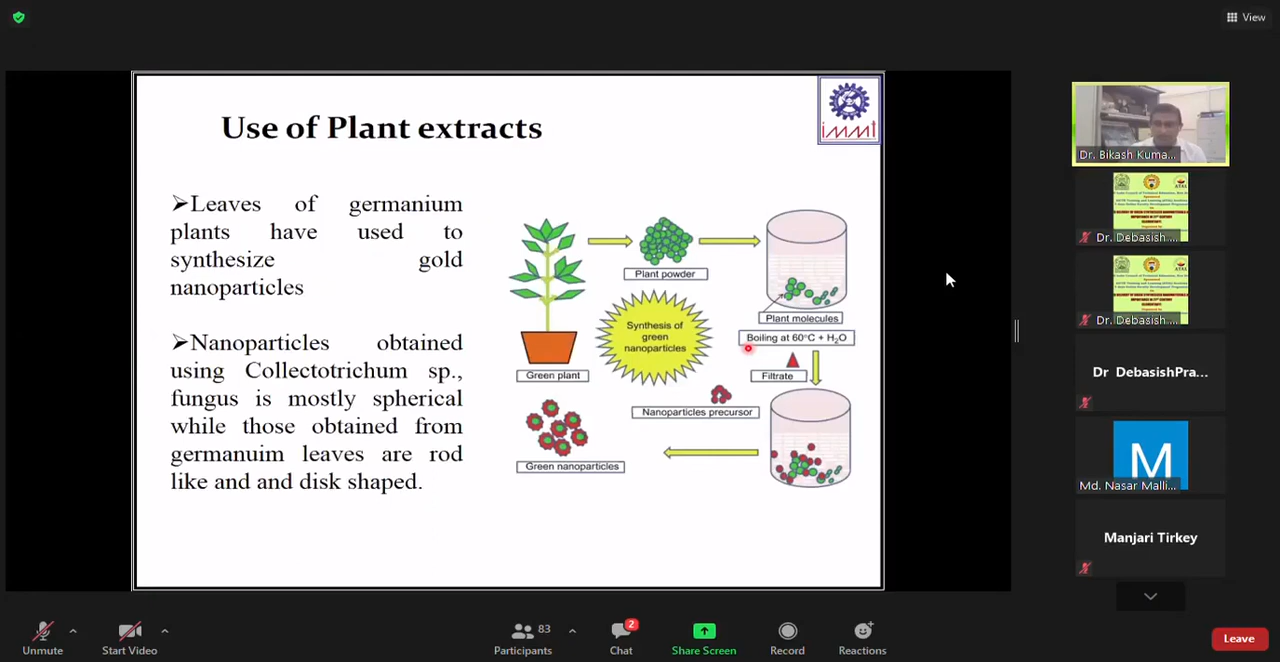 View
Use of Plant extracts
immt
➢Leaves of germanium
plants have used to
synthesize gold
nanoparticles
➢Nanoparticles obtained
using Collectotrichum sp.,
fungus is mostly spherical
while those obtained from
germanuim leaves are rod
like and and disk shaped.
Plant powder
Plant molecules
Synthesis of
green
nanoparticles
Boiling at 60°C + H₂O
Green plant
Filtrate
Nanoparticles precursor
Green nanoparticles
Dr. Bikash Kuma...
Dr. Debasish ...
Dr. Debasish ...
Dr DebasishPra...
M
Md. Nasar Malli...
Manjari Tirkey
Unmute
Start Video
83
Participants
2
Chat
Share Screen
Record
Reactions
Leave